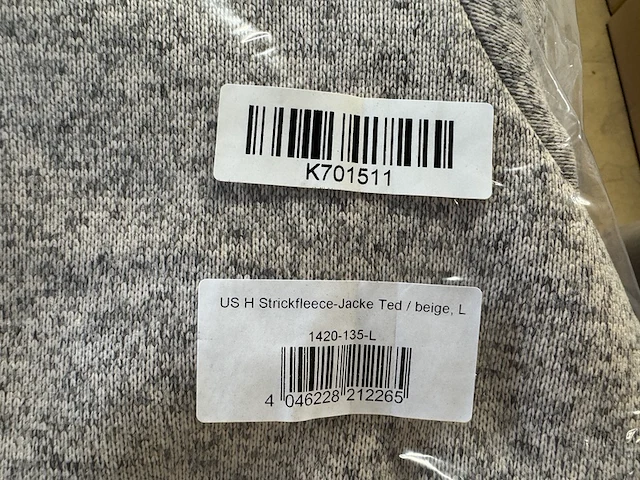 K701511
US H Strickfleece-Jacke Ted / beige, L
1420-135-L
4 046228 212265